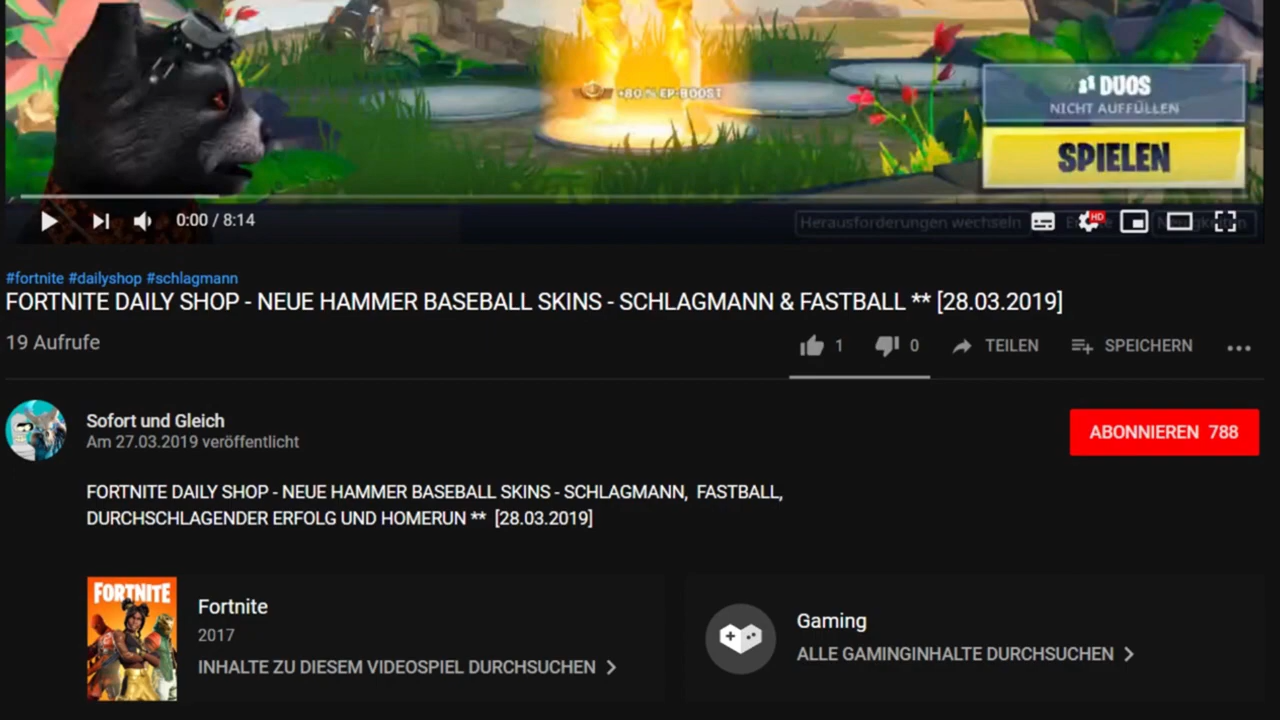 +80 % EP-BOOST
DUOS
NICHT AUFFÜLLEN
SPIELEN
0:00 / 8:14
Herausforderungen wechseln
HD
#fortnite #dailyshop #schlagmann
FORTNITE DAILY SHOP - NEUE HAMMER BASEBALL SKINS - SCHLAGMANN & FASTBALL ** [28.03.2019]
19 Aufrufe
1
0
TEILEN
SPEICHERN
Sofort und Gleich
Am 27.03.2019 veröffentlicht
ABONNIEREN 788
FORTNITE DAILY SHOP - NEUE HAMMER BASEBALL SKINS - SCHLAGMANN, FASTBALL,
DURCHSCHLAGENDER ERFOLG UND HOMERUN ** [28.03.2019]
FORTNITE
Fortnite
2017
INHALTE ZU DIESEM VIDEOSPIEL DURCHSUCHEN
Gaming
ALLE GAMINGINHALTE DURCHSUCHEN